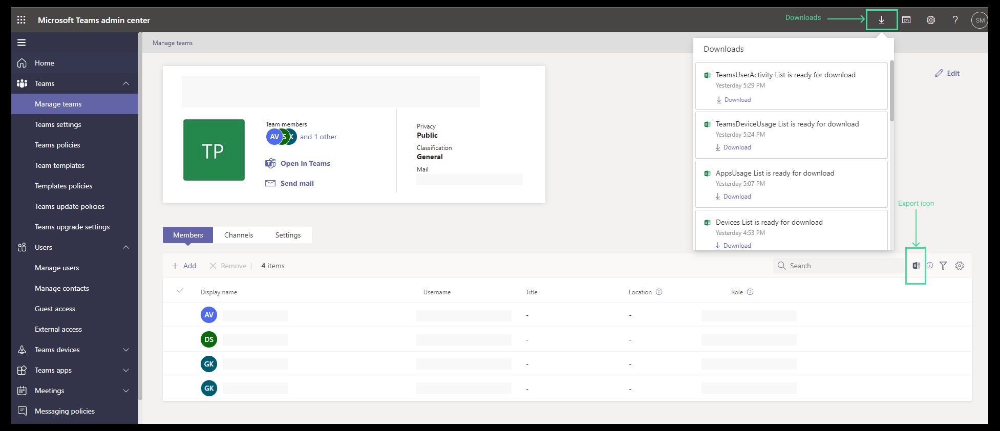 Microsoft Teams admin center
Downloads
C:\
?
SM
Home
Teams
Manage teams
Teams settings
Teams policies
Team templates
Templates policies
Teams update policies
Teams upgrade settings
Users
Manage users
Manage contacts
Guest access
External access
Teams devices
Teams apps
Meetings
Messaging policies
Manage teams
Edit
TP
Team members
AV S K and 1 other
Open in Teams
Send mail
Privacy
Public
Classification
General
Mail
Downloads
TeamsUserActivity List is ready for download
Yesterday 5:29 PM
Download
TeamsDeviceUsage List is ready for download
Yesterday 5:24 PM
Download
AppsUsage List is ready for download
Yesterday 5:07 PM
Download
Devices List is ready for download
Yesterday 4:53 PM
Download
Export icon
Members Channels Settings
Add Remove | 4 items Search
Display name Username Title Location Role
AV - -
DS - -
GK - -
GK - -